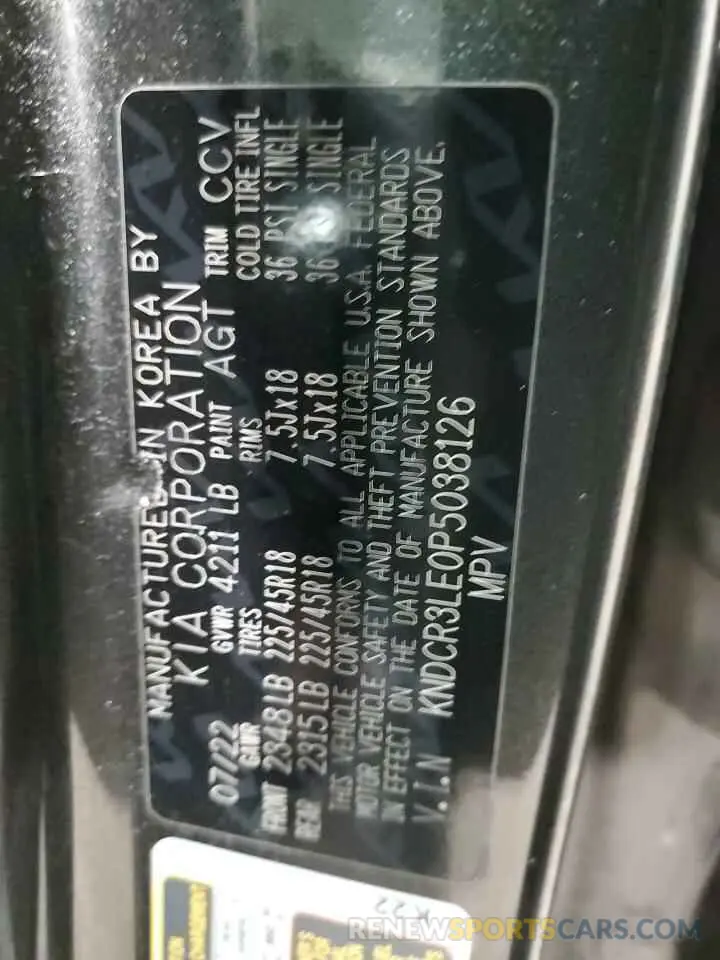 MANUFACTURED IN KOREA BY
KIA CORPORATION
07/22 GVWR 4211 LB PAINT AGT TRIM CCV
GAWR TIRES RIMS COLD TIRE INFL
FRONT 2348LB 225/45R18 7.5Jx18 36 PSI SINGLE
REAR 2315LB 225/45R18 7.5Jx18 36 SINGLE
THIS VEHICLE CONFORMS TO ALL APPLICABLE U.S.A. FEDERAL
MOTOR VEHICLE SAFETY AND THEFT PREVENTION STANDARDS
IN EFFECT ON THE DATE OF MANUFACTURE SHOWN ABOVE.
V.I.N KNDCR3LE0P5038126
MPV
RENEWSPORTSCARS.COM